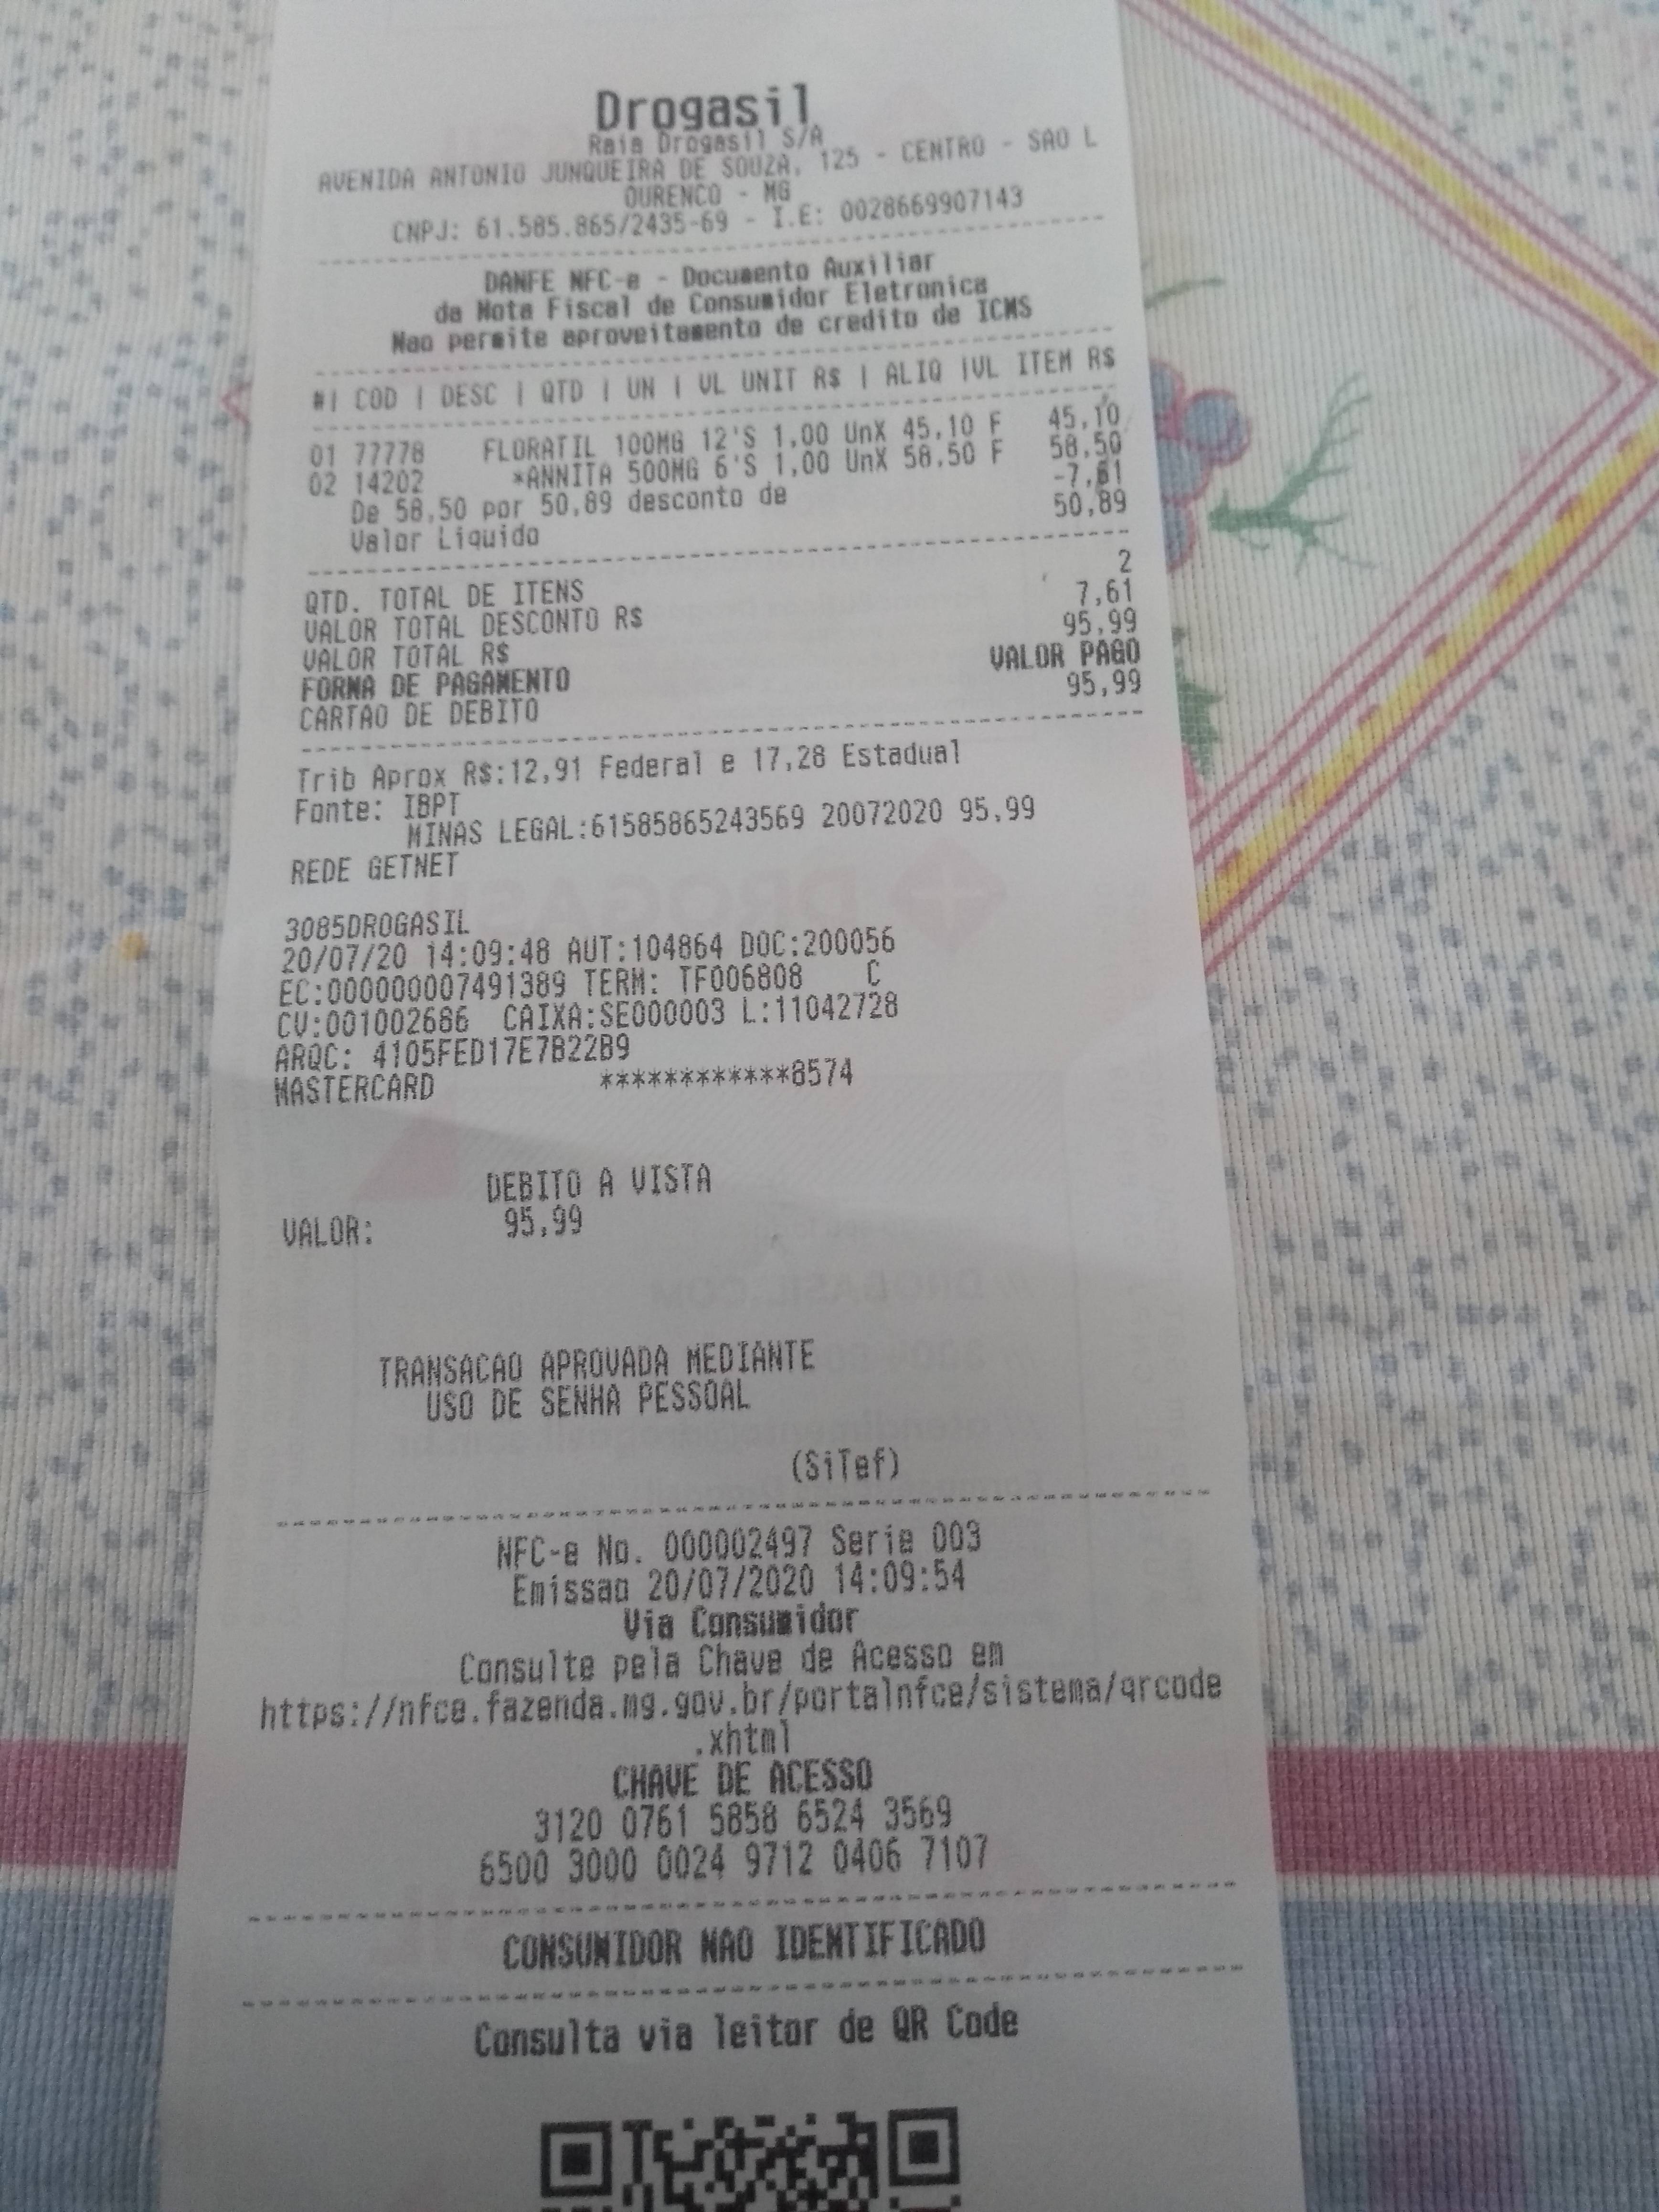 Drogasil
Raia Drogasil S/A
AVENIDA ANTONIO JUNQUEIRA DE SOUZA, 125 - CENTRO - SAO L
OURENCO - MG
CNPJ: 61.585.865/2435-69 - I.E: 0028669907143
DANFE NFC-e - Documento Auxiliar
da Nota Fiscal de Consumidor Eletronica
Nao permite aproveitamento de credito de ICMS
#| COD | DESC | QTD | UN | VL UNIT R$ | ALIQ |VL ITEM R$
01 77778 FLORATIL 100MG 12'S 1,00 UnX 45,10 F 45,10
02 14202 *ANNITA 500MG 6'S 1,00 UnX 58,50 F 58,50
De 58,50 por 50,89 desconto de -7,61
Valor Liquido 50,89
QTD. TOTAL DE ITENS 2
VALOR TOTAL DESCONTO R$ 7,61
VALOR TOTAL R$ 95,99
FORMA DE PAGAMENTO VALOR PAGO
CARTAO DE DEBITO 95,99
Trib Aprox R$:12,91 Federal e 17,28 Estadual
Fonte: IBPT
MINAS LEGAL:61585865243569 20072020 95,99
REDE GETNET
3085DROGASIL
20/07/20 14:09:48 AUT:104864 DOC:200056
EC:000000007491389 TERM: TF006808 C
CV:001002686 CAIXA:SE000003 L:11042728
ARQC: 4105FED17E7B22B9
MASTERCARD ************8574
DEBITO A VISTA
VALOR: 95,99
TRANSACAO APROVADA MEDIANTE
USO DE SENHA PESSOAL
(SiTef)
NFC-e No. 000002497 Serie 003
Emissao 20/07/2020 14:09:54
Via Consumidor
Consulte pela Chave de Acesso em
https://nfce.fazenda.mg.gov.br/portalnfce/sistema/qrcode
.xhtml
CHAVE DE ACESSO
3120 0761 5858 6524 3569
6500 3000 0024 9712 0406 7107
CONSUMIDOR NAO IDENTIFICADO
Consulta via leitor de QR Code